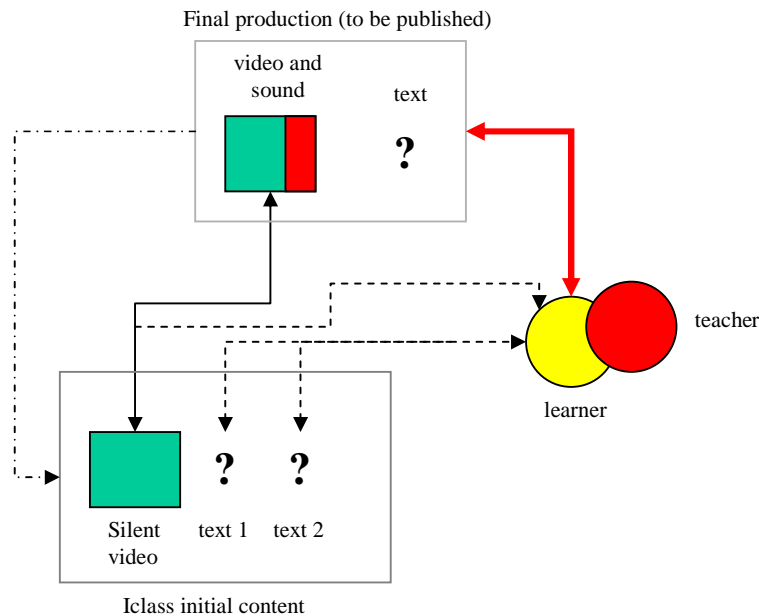 Final production (to be published)
video and
sound
text
?
teacher
learner
?
?
Silent
video
text 1
text 2
Iclass initial content